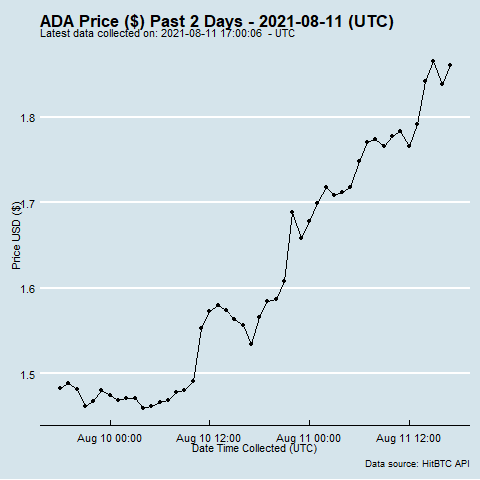 ADA Price ($) Past 2 Days - 2021-08-11 (UTC)
Latest data collected on: 2021-08-11 17:00:06 - UTC
1.8
1.7
1.6
1.5
Price USD ($)
Aug 10 00:00 Aug 10 12:00 Aug 11 00:00 Aug 11 12:00
Date Time Collected (UTC)
Data source: HitBTC API